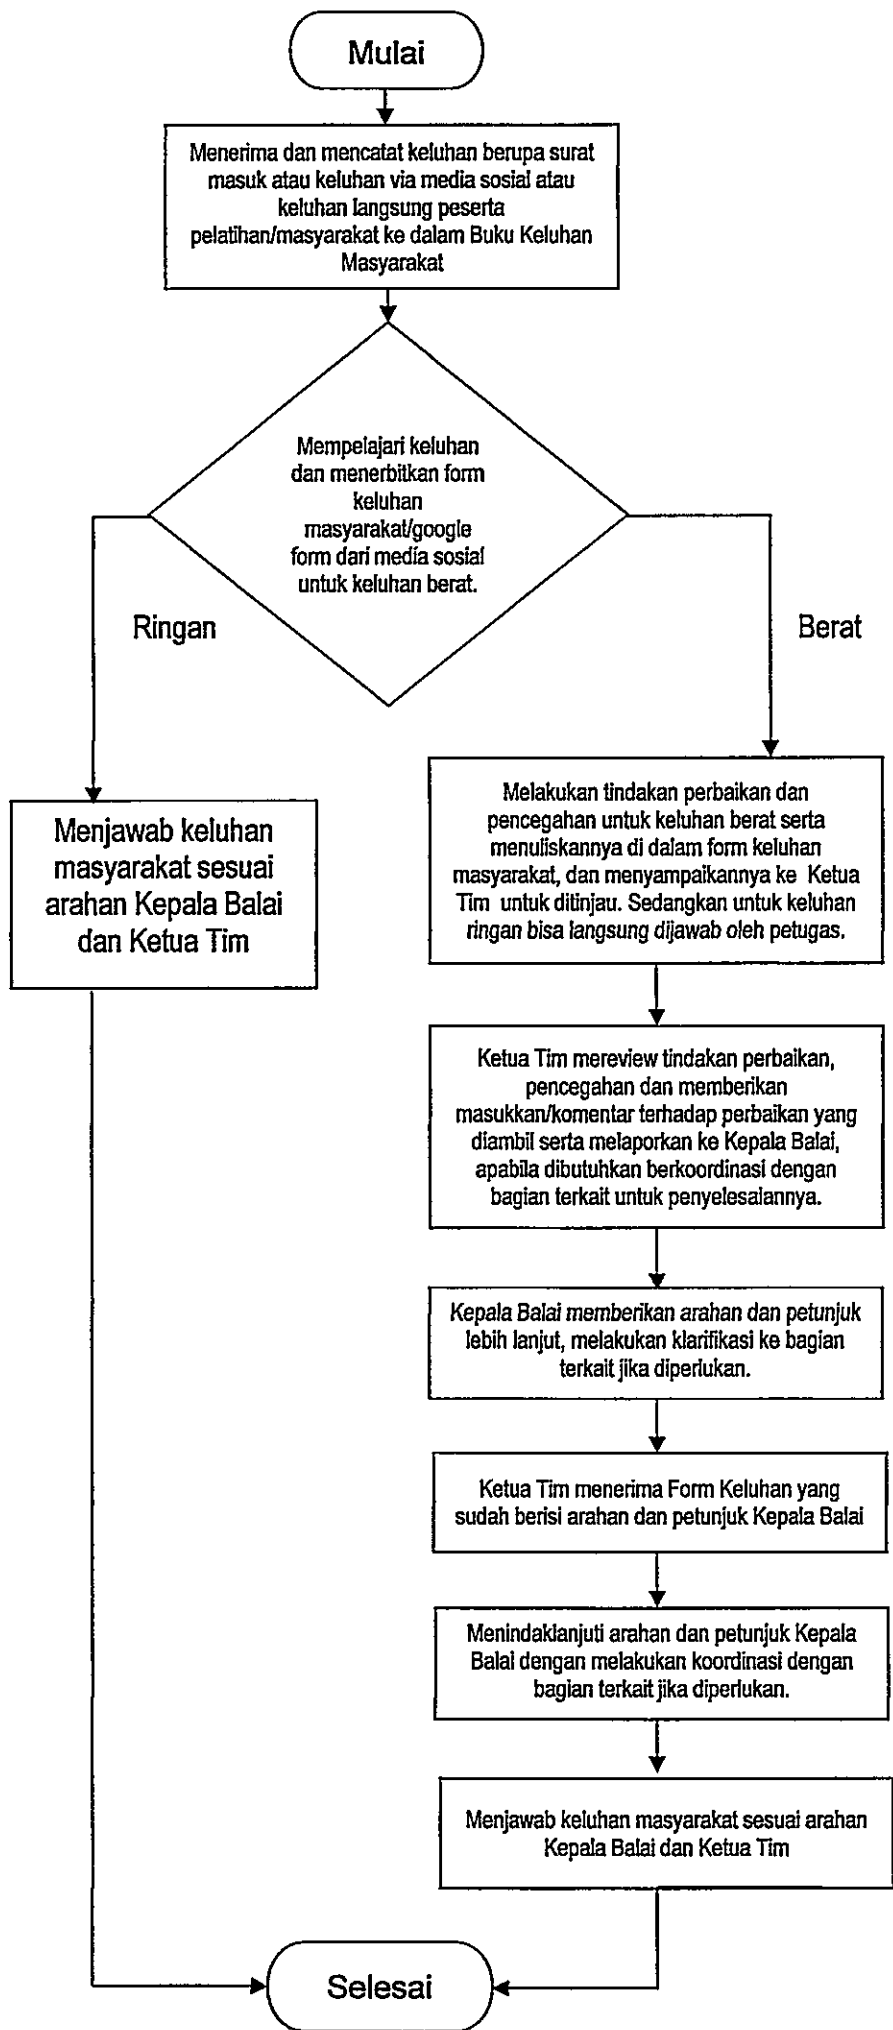 Mulai
Menerima dan mencatat keluhan berupa surat
masuk atau keluhan via media sosial atau
keluhan langsung peserta
pelatihan/masyarakat ke dalam Buku Keluhan
Masyarakat
Mempelajari keluhan
dan menerbitkan form
keluhan
masyarakat/google
form dari media sosial
untuk keluhan berat.
Ringan
Berat
Menjawab keluhan
masyarakat sesuai
arahan Kepala Balai
dan Ketua Tim
Melakukan tindakan perbaikan dan
pencegahan untuk keluhan berat serta
menuliskannya di dalam form keluhan
masyarakat, dan menyampaikannya ke Ketua
Tim untuk ditinjau. Sedangkan untuk keluhan
ringan bisa langsung dijawab oleh petugas.
Ketua Tim mereview tindakan perbaikan,
pencegahan dan memberikan
masukkan/komentar terhadap perbaikan yang
diambil serta melaporkan ke Kepala Balai,
apabila dibutuhkan berkoordinasi dengan
bagian terkait untuk penyelesaiannya.
Kepala Balai memberikan arahan dan petunjuk
lebih lanjut, melakukan klarifikasi ke bagian
terkait jika diperlukan.
Ketua Tim menerima Form Keluhan yang
sudah berisi arahan dan petunjuk Kepala Balai
Menindaklanjuti arahan dan petunjuk Kepala
Balai dengan melakukan koordinasi dengan
bagian terkait jika diperlukan.
Menjawab keluhan masyarakat sesuai arahan
Kepala Balai dan Ketua Tim
Selesai